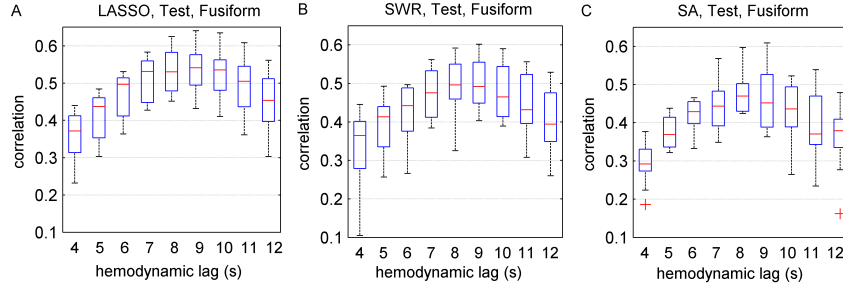 A
LASSO, Test, Fusiform
correlation
0.6
0.5
0.4
0.3
0.2
0.1
4 5 6 7 8 9 10 11 12
hemodynamic lag (s)
B
SWR, Test, Fusiform
correlation
0.6
0.5
0.4
0.3
0.2
0.1
4 5 6 7 8 9 10 11 12
hemodynamic lag (s)
C
SA, Test, Fusiform
correlation
0.6
0.5
0.4
0.3
0.2
0.1
4 5 6 7 8 9 10 11 12
hemodynamic lag (s)